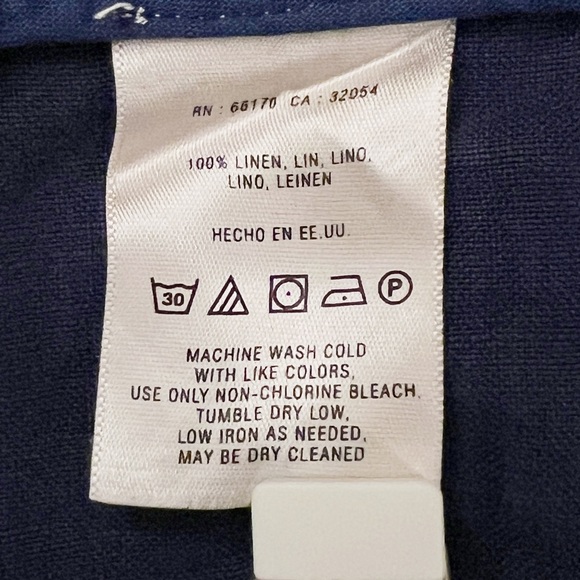 RN : 66170 CA : 32054
100% LINEN, LIN, LINO,
LINO, LEINEN
HECHO EN EE.UU.
30 P
MACHINE WASH COLD
WITH LIKE COLORS,
USE ONLY NON-CHLORINE BLEACH.
TUMBLE DRY LOW,
LOW IRON AS NEEDED,
MAY BE DRY CLEANED